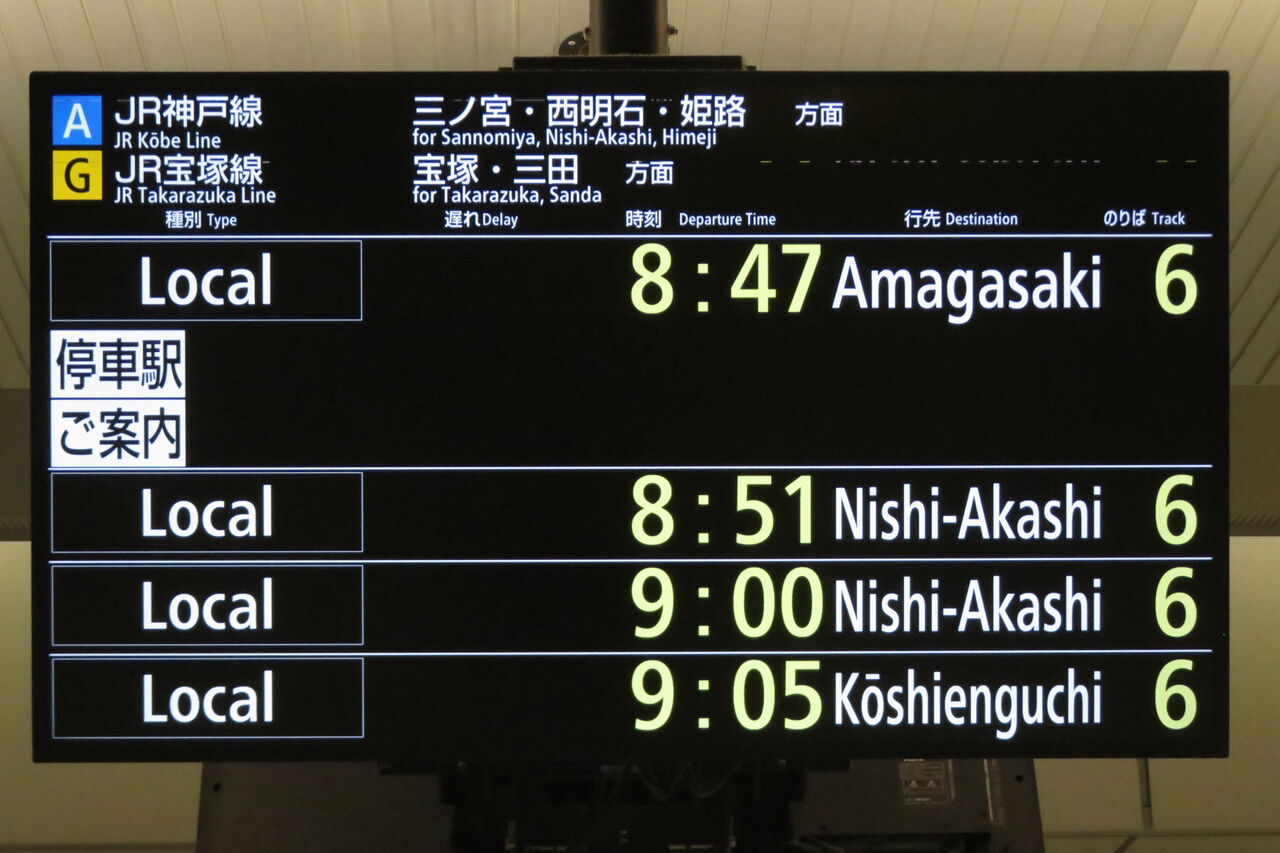 A JR神戸線 三ノ宮・西明石・姫路 方面
JR Kōbe Line for Sannomiya, Nishi-Akashi, Himeji
G JR宝塚線 宝塚・三田 方面
JR Takarazuka Line for Takarazuka, Sanda
種別 Type 遅れ Delay 時刻 Departure Time 行先 Destination のりば Track
Local 8:47 Amagasaki 6
停車駅
ご案内
Local 8:51 Nishi-Akashi 6
Local 9:00 Nishi-Akashi 6
Local 9:05 Kōshienguchi 6